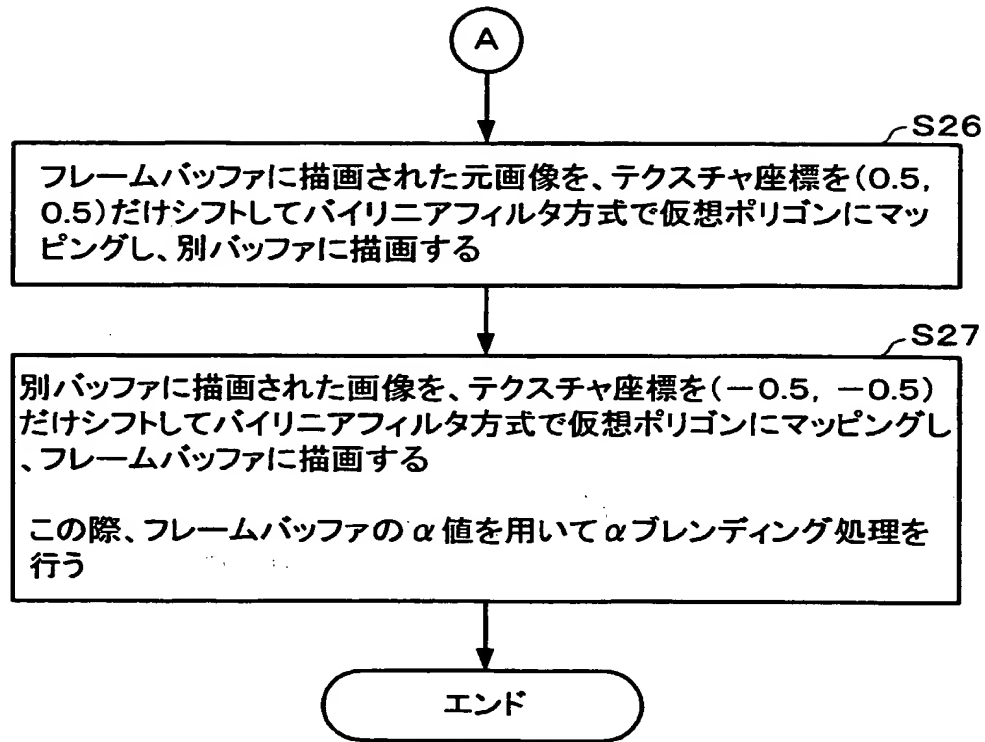 A
S26
フレームバッファに描画された元画像を、テクスチャ座標を(0.5,
0.5)だけシフトしてバイリニアフィルタ方式で仮想ポリゴンにマッ
ピングし、別バッファに描画する
S27
別バッファに描画された画像を、テクスチャ座標を(－0.5, －0.5)
だけシフトしてバイリニアフィルタ方式で仮想ポリゴンにマッピングし
、フレームバッファに描画する
この際、フレームバッファのα値を用いてαブレンディング処理を
行う
エンド